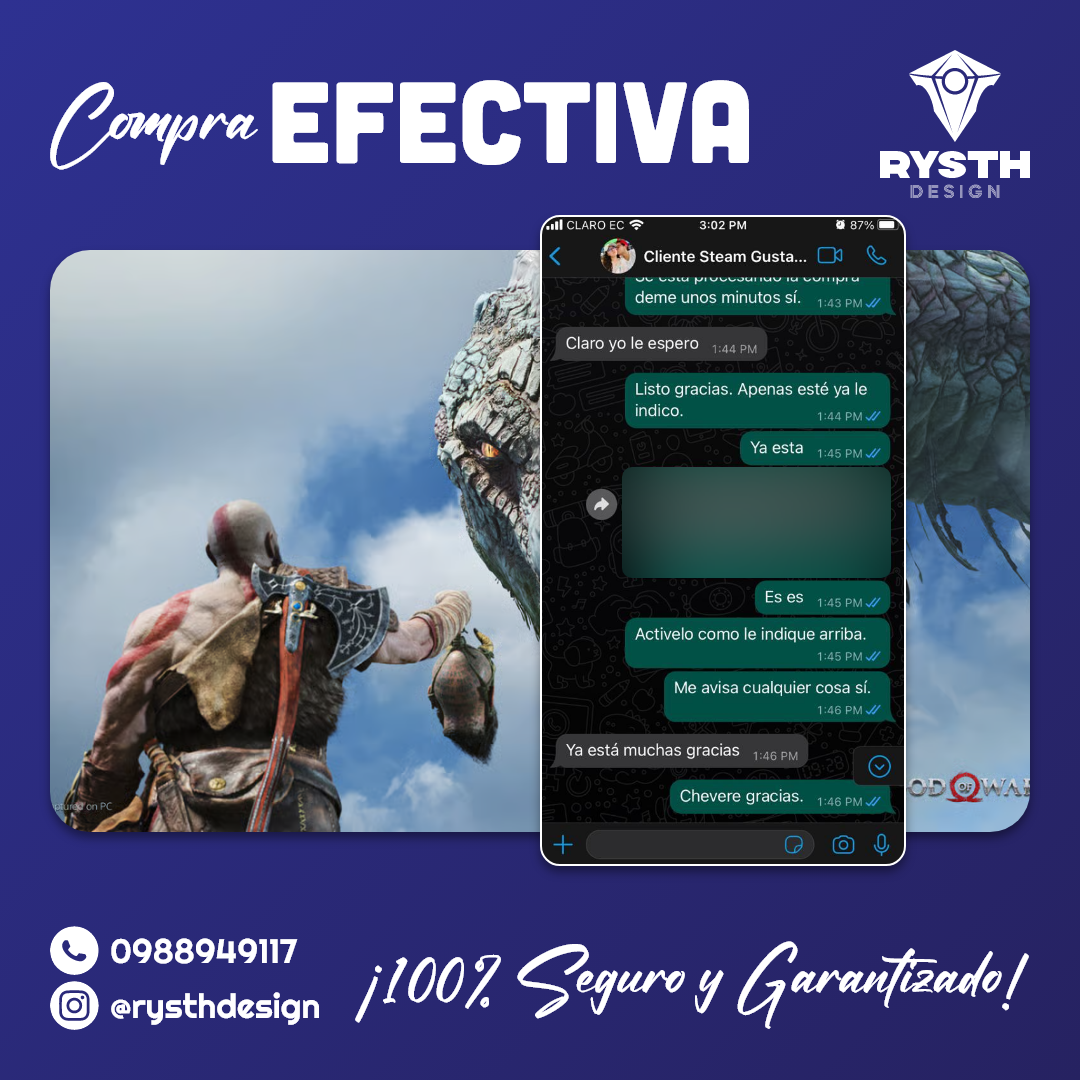 Compra EFECTIVA
RYSTH
DESIGN
CLARO EC 3:02 PM 87%
Cliente Steam Gusta...
Se está procesando la compra
deme unos minutos sí. 1:43 PM
Claro yo le espero 1:44 PM
Listo gracias. Apenas esté ya le
indico. 1:44 PM
Ya esta 1:45 PM
Es es 1:45 PM
Activelo como le indique arriba.
1:45 PM
Me avisa cualquier cosa sí.
1:46 PM
Ya está muchas gracias 1:46 PM
Chevere gracias. 1:46 PM
OD OF WAR
tured on PC
0988949117
@rysthdesign
¡100% Seguro y Garantizado!